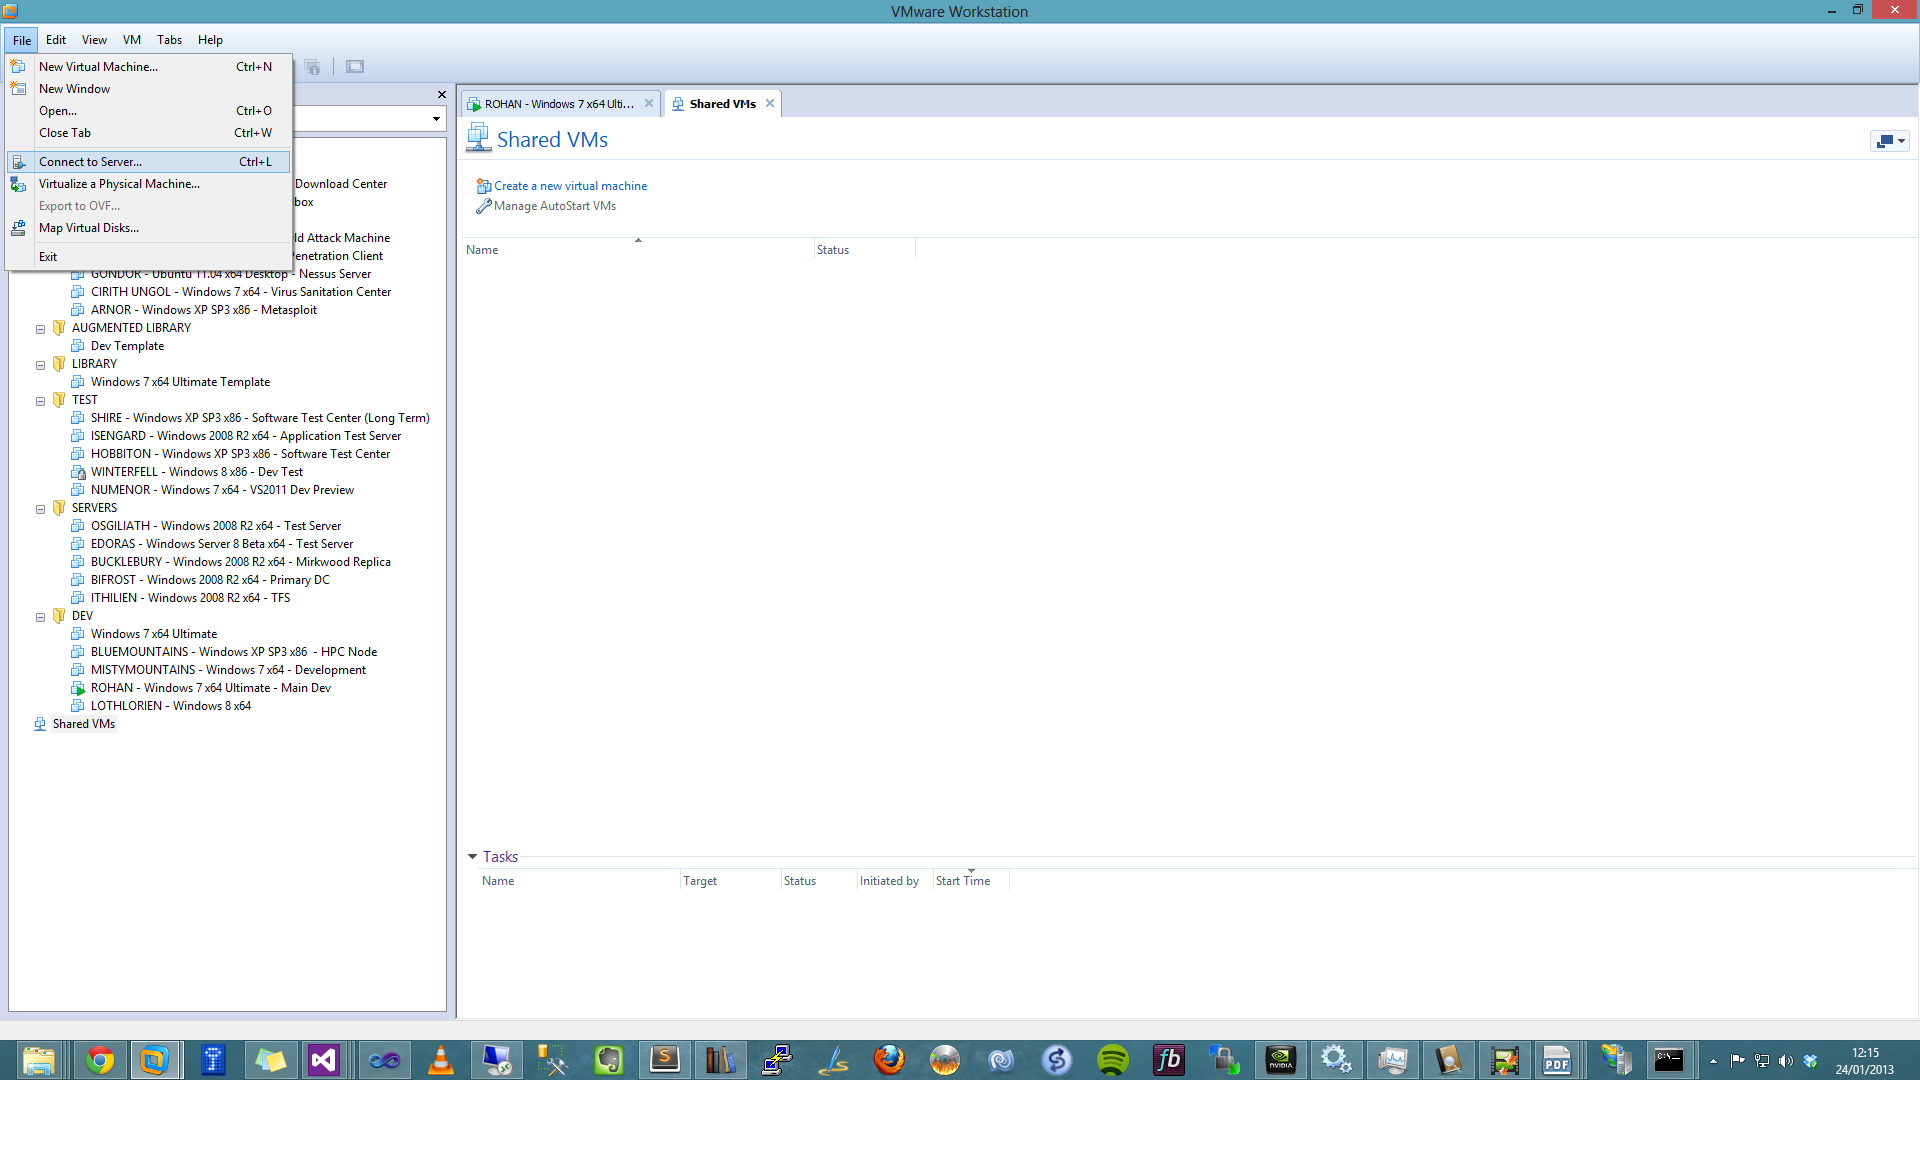 VMware Workstation
File Edit View VM Tabs Help
New Virtual Machine... Ctrl+N
New Window
Open... Ctrl+O
Close Tab Ctrl+W
Connect to Server... Ctrl+L
Virtualize a Physical Machine...
Export to OVF...
Map Virtual Disks...
Exit
Download Center
box
ld Attack Machine
enetration Client
GONDOR - Ubuntu 11.04 x64 Desktop - Nessus Server
CIRITH UNGOL - Windows 7 x64 - Virus Sanitation Center
ARNOR - Windows XP SP3 x86 - Metasploit
AUGMENTED LIBRARY
Dev Template
LIBRARY
Windows 7 x64 Ultimate Template
TEST
SHIRE - Windows XP SP3 x86 - Software Test Center (Long Term)
ISENGARD - Windows 2008 R2 x64 - Application Test Server
HOBBITON - Windows XP SP3 x86 - Software Test Center
WINTERFELL - Windows 8 x86 - Dev Test
NUMENOR - Windows 7 x64 - VS2011 Dev Preview
SERVERS
OSGILIATH - Windows 2008 R2 x64 - Test Server
EDORAS - Windows Server 8 Beta x64 - Test Server
BUCKLEBURY - Windows 2008 R2 x64 - Mirkwood Replica
BIFROST - Windows 2008 R2 x64 - Primary DC
ITHILIEN - Windows 2008 R2 x64 - TFS
DEV
Windows 7 x64 Ultimate
BLUEMOUNTAINS - Windows XP SP3 x86 - HPC Node
MISTYMOUNTAINS - Windows 7 x64 - Development
ROHAN - Windows 7 x64 Ultimate - Main Dev
LOTHLORIEN - Windows 8 x64
Shared VMs
ROHAN - Windows 7 x64 Ulti... Shared VMs
Shared VMs
Create a new virtual machine
Manage AutoStart VMs
Name Status
Tasks
Name Target Status Initiated by Start Time
NVIDIA
PDF
C:\_
12:15
24/01/2013